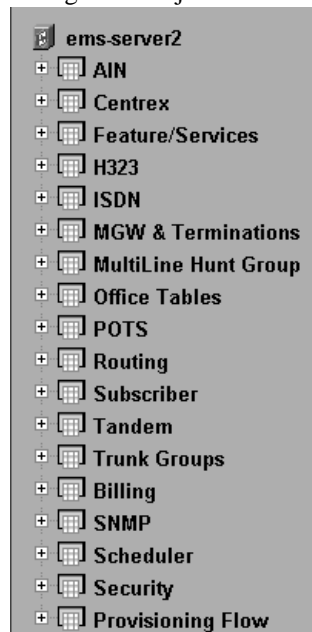 ems-server2
AIN
Centrex
Feature/Services
H323
ISDN
MGW & Terminations
MultiLine Hunt Group
Office Tables
POTS
Routing
Subscriber
Tandem
Trunk Groups
Billing
SNMP
Scheduler
Security
Provisioning Flow